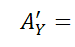 A′_Y =